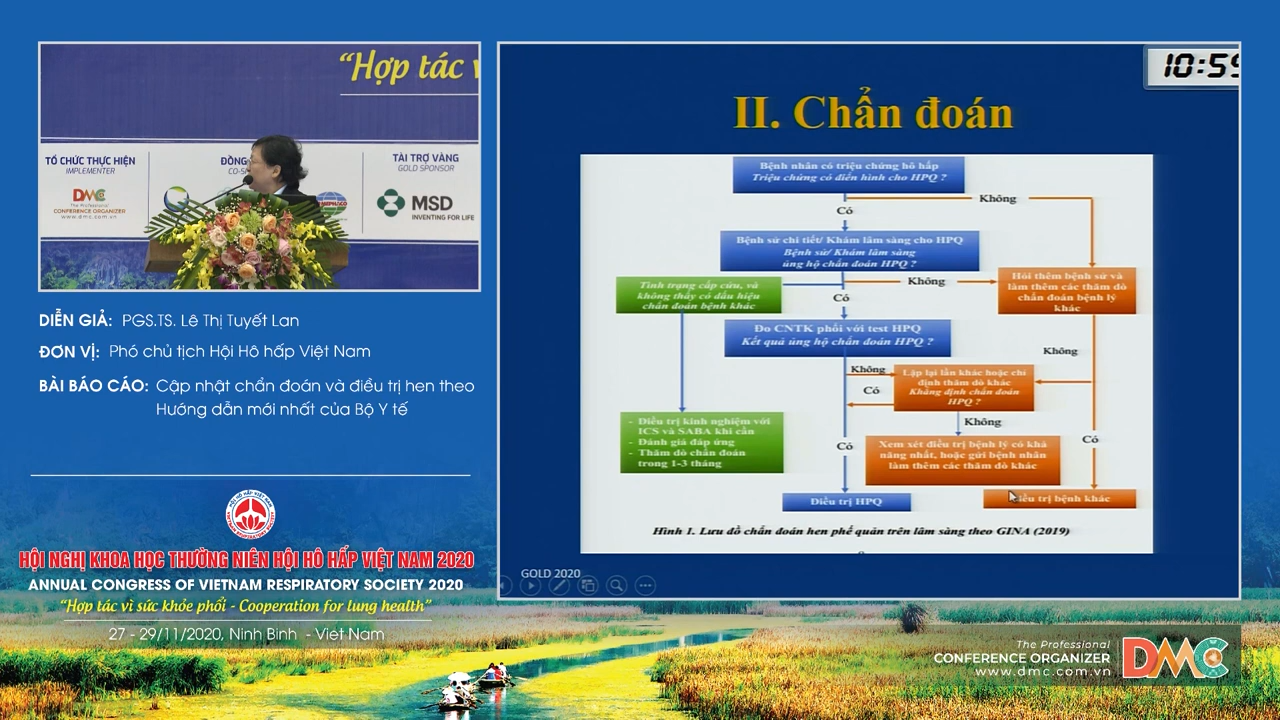 “Hợp tác
TỔ CHỨC THỰC HIỆN
IMPLEMENTER
DMC
The Professional
CONFERENCE ORGANIZER
www.dmc.com.vn
ĐỒNG
TÀI TRỢ VÀNG
GOLD SPONSOR
MSD
INVENTING FOR LIFE
DIỄN GIẢ: PGS.TS. Lê Thị Tuyết Lan
ĐƠN VỊ: Phó chủ tịch Hội Hô hấp Việt Nam
BÀI BÁO CÁO: Cập nhật chẩn đoán và điều trị hen theo
Hướng dẫn mới nhất của Bộ Y tế
HỘI NGHỊ KHOA HỌC THƯỜNG NIÊN HỘI HÔ HẤP VIỆT NAM 2020
ANNUAL CONGRESS OF VIETNAM RESPIRATORY SOCIETY 2020
“Hợp tác vì sức khỏe phổi - Cooperation for lung health”
27 - 29/11/2020, Ninh Bình - Việt Nam
10:59
II. Chẩn đoán
Bệnh nhân có triệu chứng hô hấp
Triệu chứng có điển hình cho HPQ ?
Không
Có
Bệnh sử chi tiết/ Khám lâm sàng cho HPQ
Bệnh sử/ Khám lâm sàng
ủng hộ chẩn đoán HPQ ?
Không
Hỏi thêm bệnh sử và
làm thêm các thăm dò
chẩn đoán bệnh lý
khác
Tình trạng cấp cứu, và
không thấy có dấu hiệu
chẩn đoán bệnh khác
Có
Đo CNTK phổi với test HPQ
Kết quả ủng hộ chẩn đoán HPQ ?
Không
Không
Có
Lặp lại lần khác hoặc chỉ
định thăm dò khác
Khẳng định chẩn đoán
HPQ ?
Không
- Điều trị kinh nghiệm với
ICS và SABA khi cần
- Đánh giá đáp ứng
- Thăm dò chẩn đoán
trong 1-3 tháng
Có
Xem xét điều trị bệnh lý có khả
năng nhất, hoặc gửi bệnh nhân
làm thêm các thăm dò khác
Có
Điều trị HPQ
Điều trị bệnh khác
Hình 1. Lưu đồ chẩn đoán hen phế quản trên lâm sàng theo GINA (2019)
GOLD 2020
The Professional
CONFERENCE ORGANIZER
www.dmc.com.vn
DMC